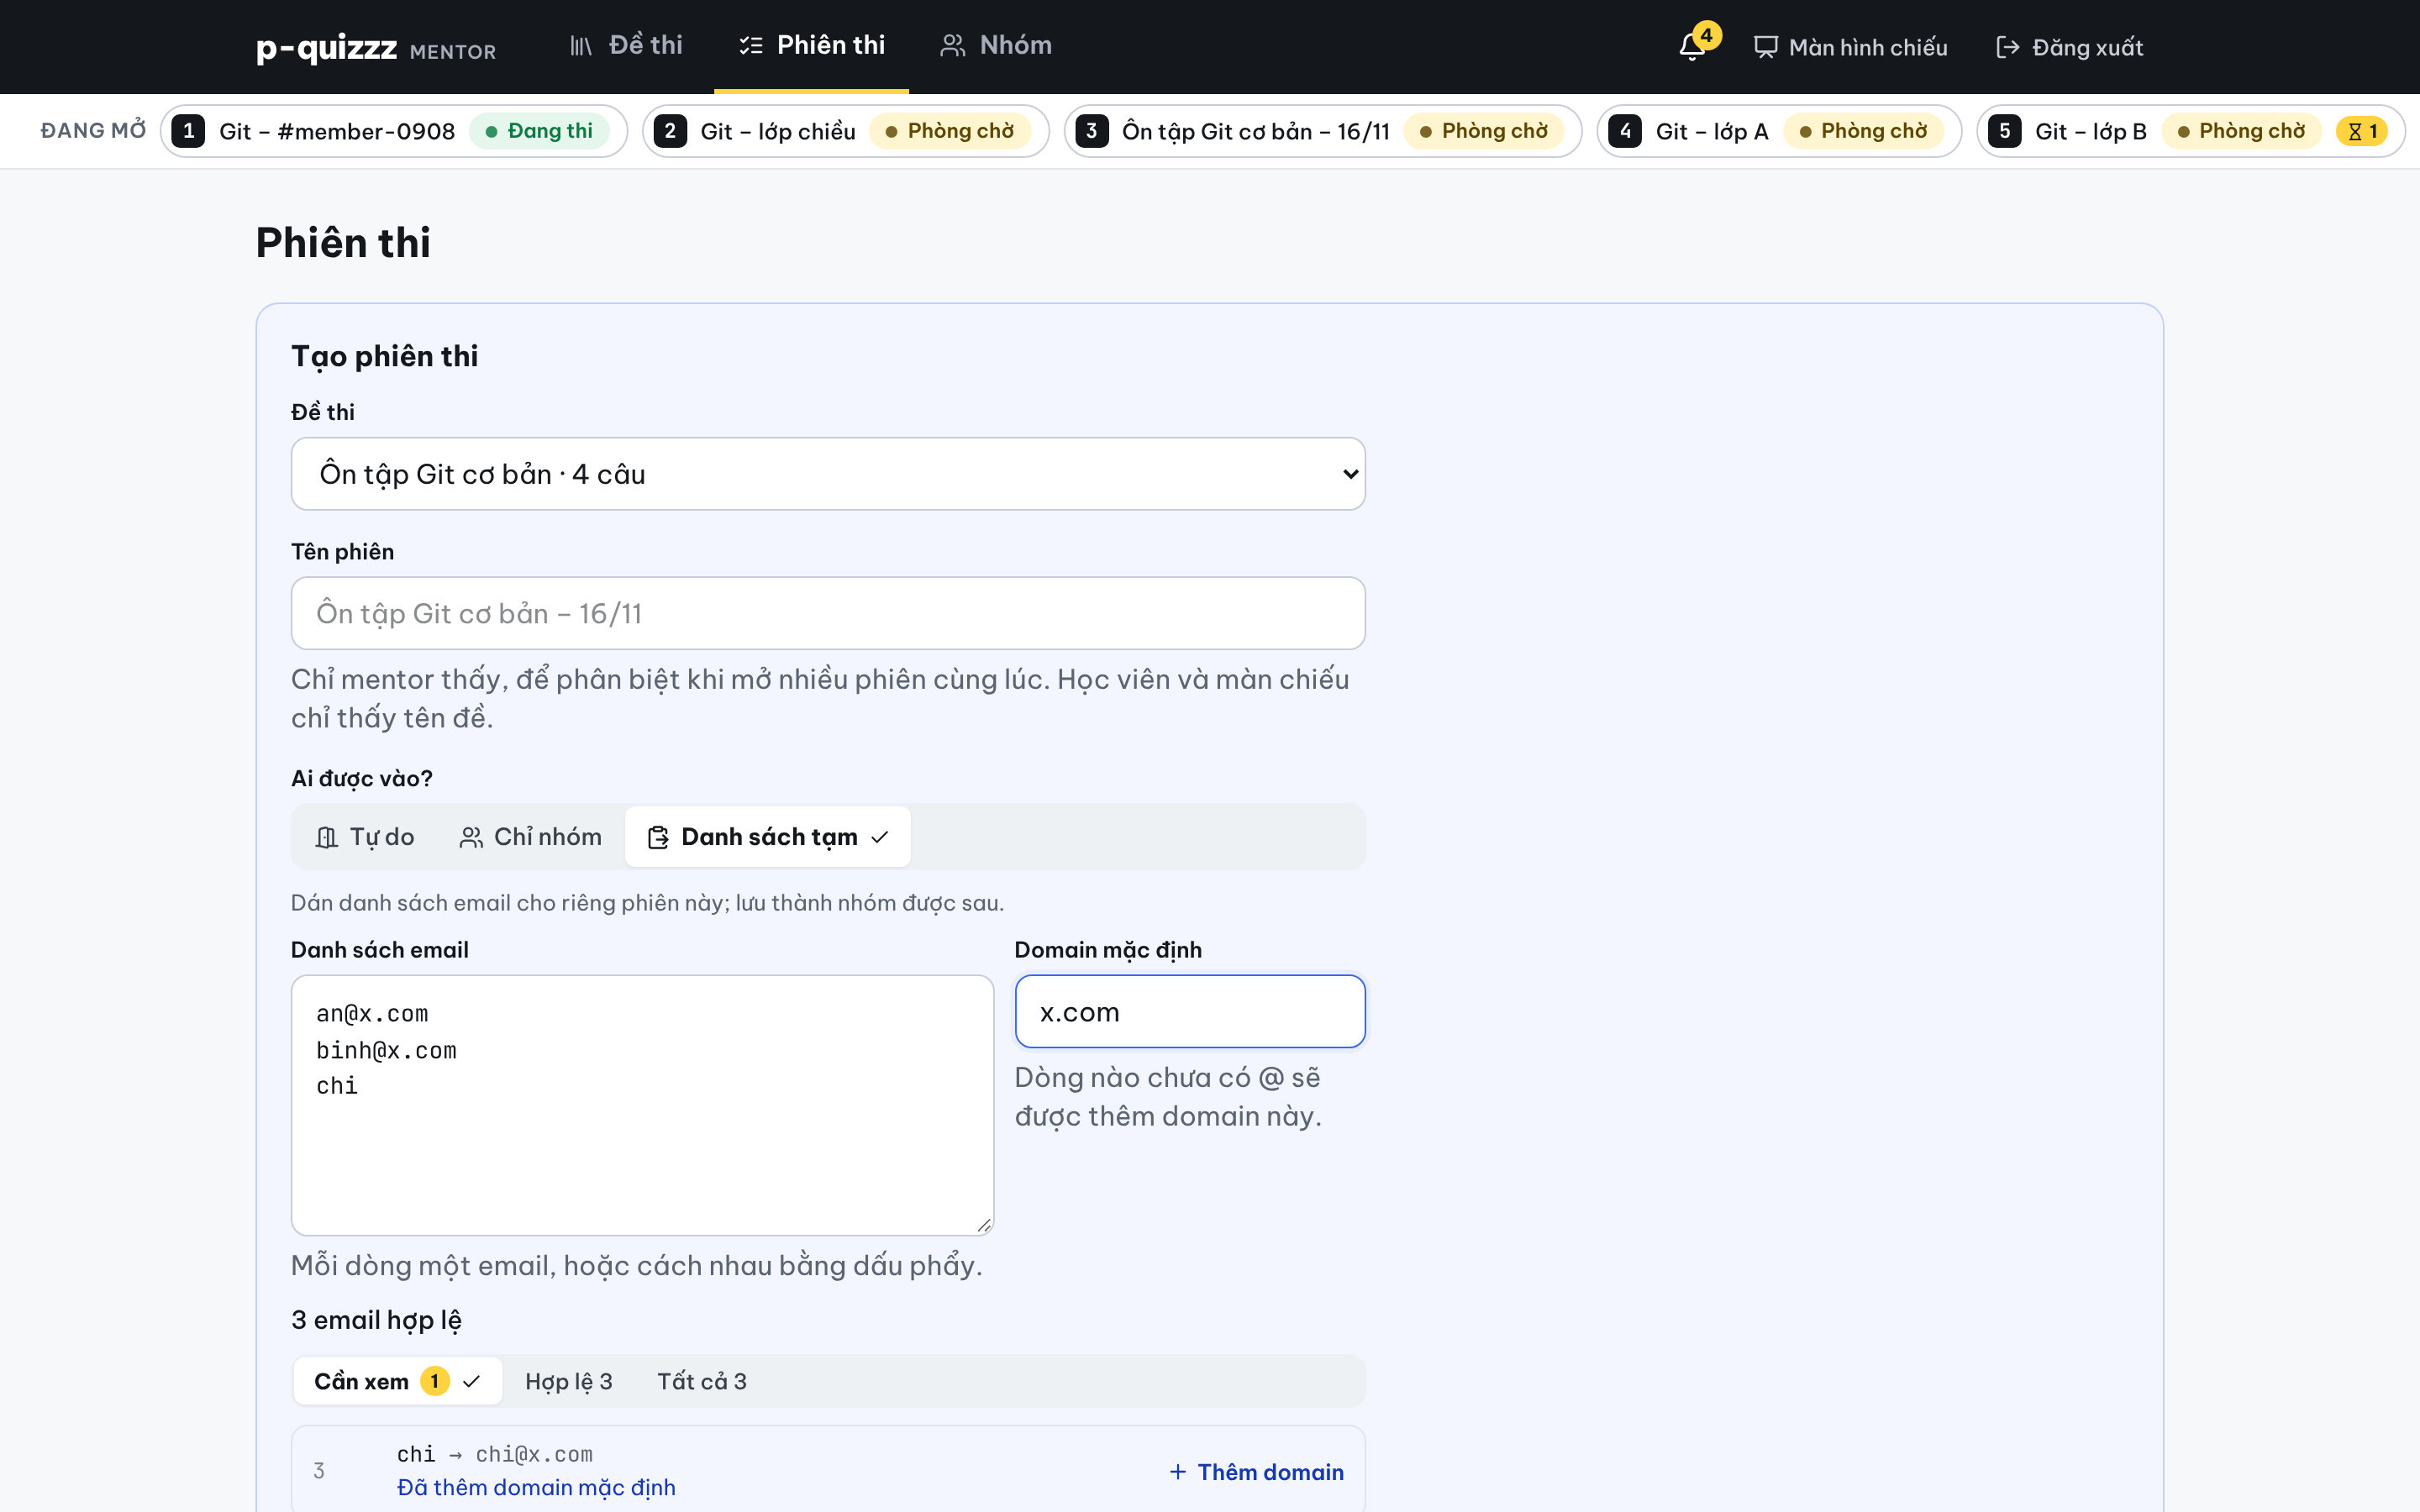 p-quizzz MENTOR Đề thi Phiên thi Nhóm 4 Màn hình chiếu Đăng xuất
ĐANG MỞ 1 Git – #member-0908 Đang thi 2 Git – lớp chiều Phòng chờ 3 Ôn tập Git cơ bản – 16/11 Phòng chờ 4 Git – lớp A Phòng chờ 5 Git – lớp B Phòng chờ 1
Phiên thi
Tạo phiên thi
Đề thi
Ôn tập Git cơ bản · 4 câu
Tên phiên
Ôn tập Git cơ bản – 16/11
Chỉ mentor thấy, để phân biệt khi mở nhiều phiên cùng lúc. Học viên và màn chiếu
chỉ thấy tên đề.
Ai được vào?
Tự do Chỉ nhóm Danh sách tạm
Dán danh sách email cho riêng phiên này; lưu thành nhóm được sau.
Danh sách email
an@x.com
binh@x.com
chi
Mỗi dòng một email, hoặc cách nhau bằng dấu phẩy.
Domain mặc định
x.com
Dòng nào chưa có @ sẽ
được thêm domain này.
3 email hợp lệ
Cần xem 1 Hợp lệ 3 Tất cả 3
3 chi → chi@x.com
Đã thêm domain mặc định
+ Thêm domain